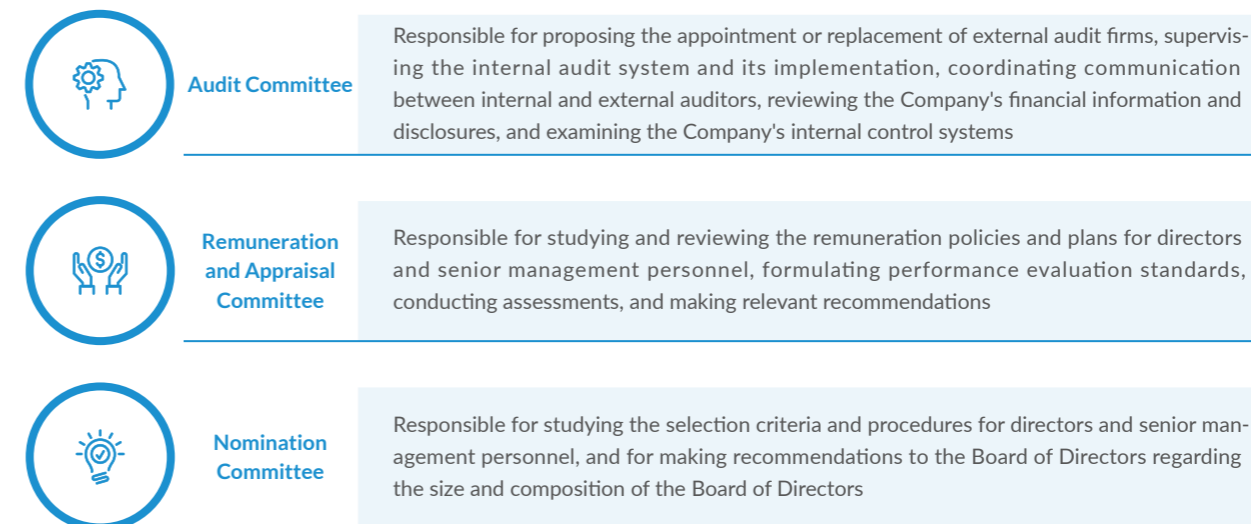 Audit Committee
Responsible for proposing the appointment or replacement of external audit firms, supervis-
ing the internal audit system and its implementation, coordinating communication
between internal and external auditors, reviewing the Company's financial information and
disclosures, and examining the Company's internal control systems
Remuneration
and Appraisal
Committee
Responsible for studying and reviewing the remuneration policies and plans for directors
and senior management personnel, formulating performance evaluation standards,
conducting assessments, and making relevant recommendations
Nomination
Committee
Responsible for studying the selection criteria and procedures for directors and senior man-
agement personnel, and for making recommendations to the Board of Directors regarding
the size and composition of the Board of Directors